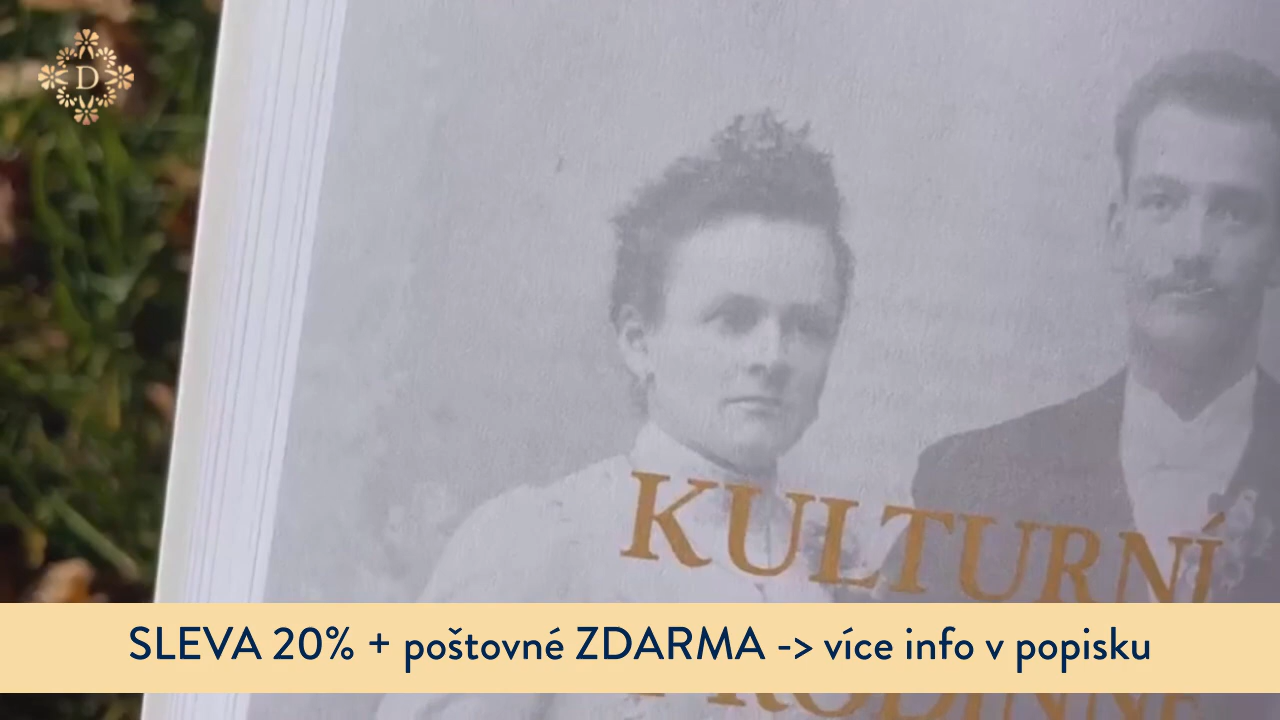 D
KULTURNÍ
SLEVA 20% + poštovné ZDARMA -> více info v popisku